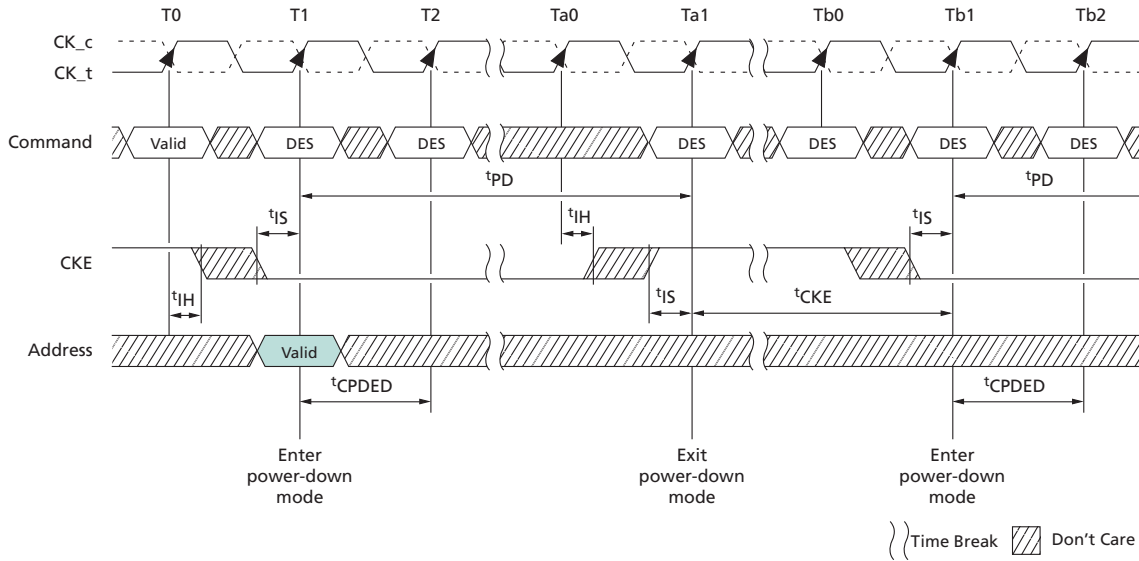 T0 T1 T2 Ta0 Ta1 Tb0 Tb1 Tb2
CK_c
CK_t
Command Valid DES DES DES DES DES DES
tPD tPD
tIS tIH tIS
CKE
tIH tIS tCKE
Address Valid
tCPDED tCPDED
Enter power-down mode
Exit power-down mode
Enter power-down mode
Time Break Don't Care